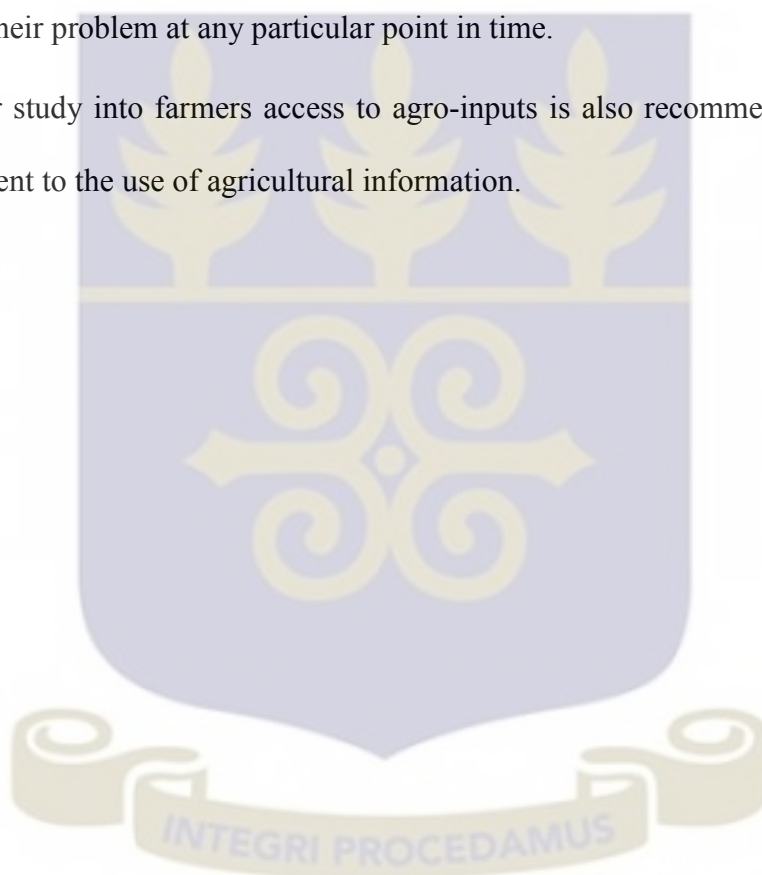 heir problem at any particular point in time.
study into farmers access to agro-inputs is also recomme
ent to the use of agricultural information.
INTEGRI PROCEDAMUS